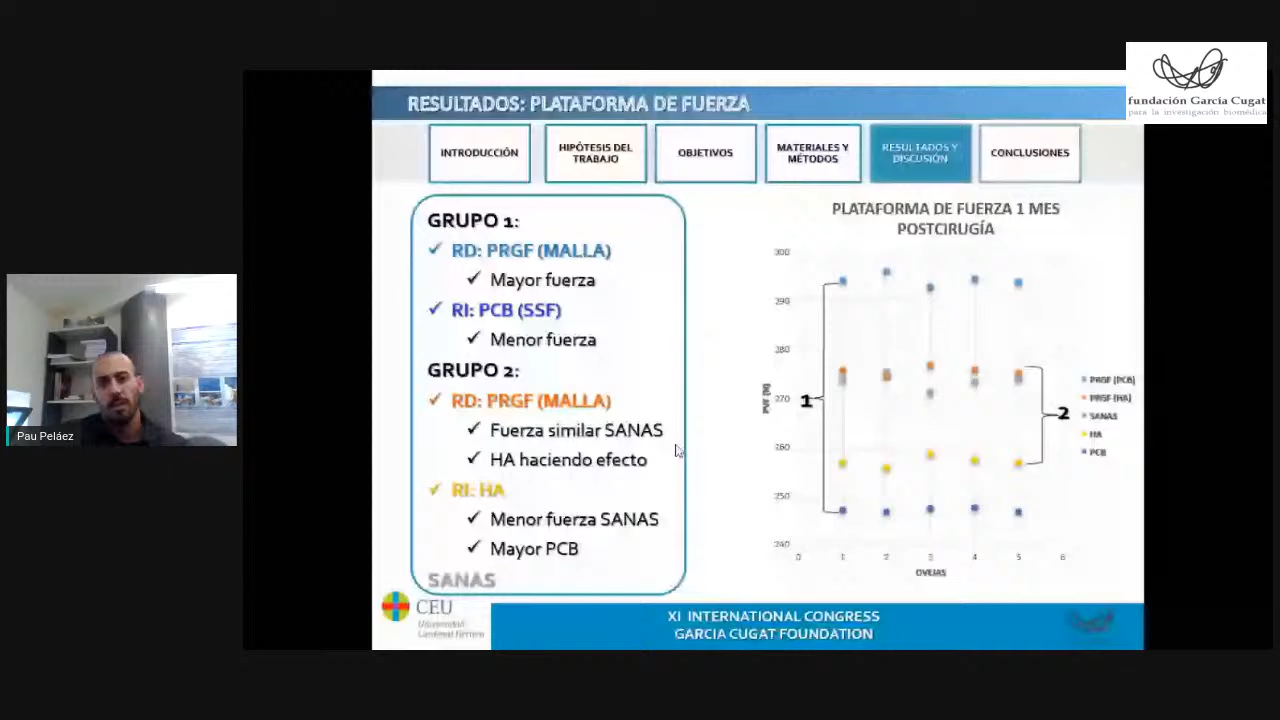 fundación García Cugat
para la investigación biomédica
RESULTADOS: PLATAFORMA DE FUERZA
INTRODUCCIÓN
HIPÓTESIS DEL
TRABAJO
OBJETIVOS
MATERIALES Y
MÉTODOS
RESULTADOS Y
DISCUSIÓN
CONCLUSIONES
GRUPO 1:
✓ RD: PRGF (MALLA)
✓ Mayor fuerza
✓ RI: PCB (SSF)
✓ Menor fuerza
GRUPO 2:
✓ RD: PRGF (MALLA)
✓ Fuerza similar SANAS
✓ HA haciendo efecto
✓ RI: HA
✓ Menor fuerza SANAS
✓ Mayor PCB
SANAS
PLATAFORMA DE FUERZA 1 MES
POSTCIRUGÍA
300
290
280
270
260
250
240
0 1 2 3 4 5 6
OVEJAS
1
2
PRGF (PCB)
PRGF (HA)
SANAS
HA
PCB
Pau Peláez
CEU
Universidad
Cardenal Herrera
XI INTERNATIONAL CONGRESS
GARCIA CUGAT FOUNDATION